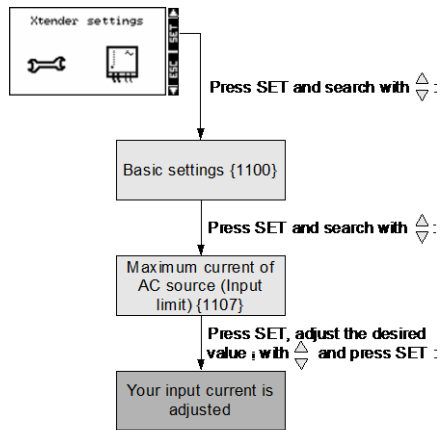 Xtender settings
SET
ESC
Press SET and search with :
Basic settings {1100}
Press SET and search with :
Maximum current of
AC source (Input
limit) {1107}
Press SET, adjust the desired
value , with and press SET :
Your input current is
adjusted